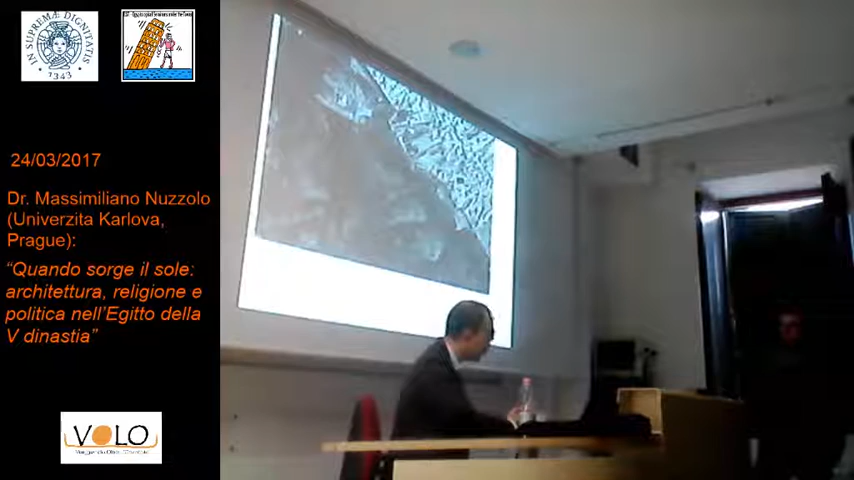 IN SUPREMÆ DIGNITATIS
·1343·
24/03/2017
Dr. Massimiliano Nuzzolo
(Univerzita Karlova,
Prague):
“Quando sorge il sole:
architettura, religione e
politica nell’Egitto della
V dinastia”
VOLO